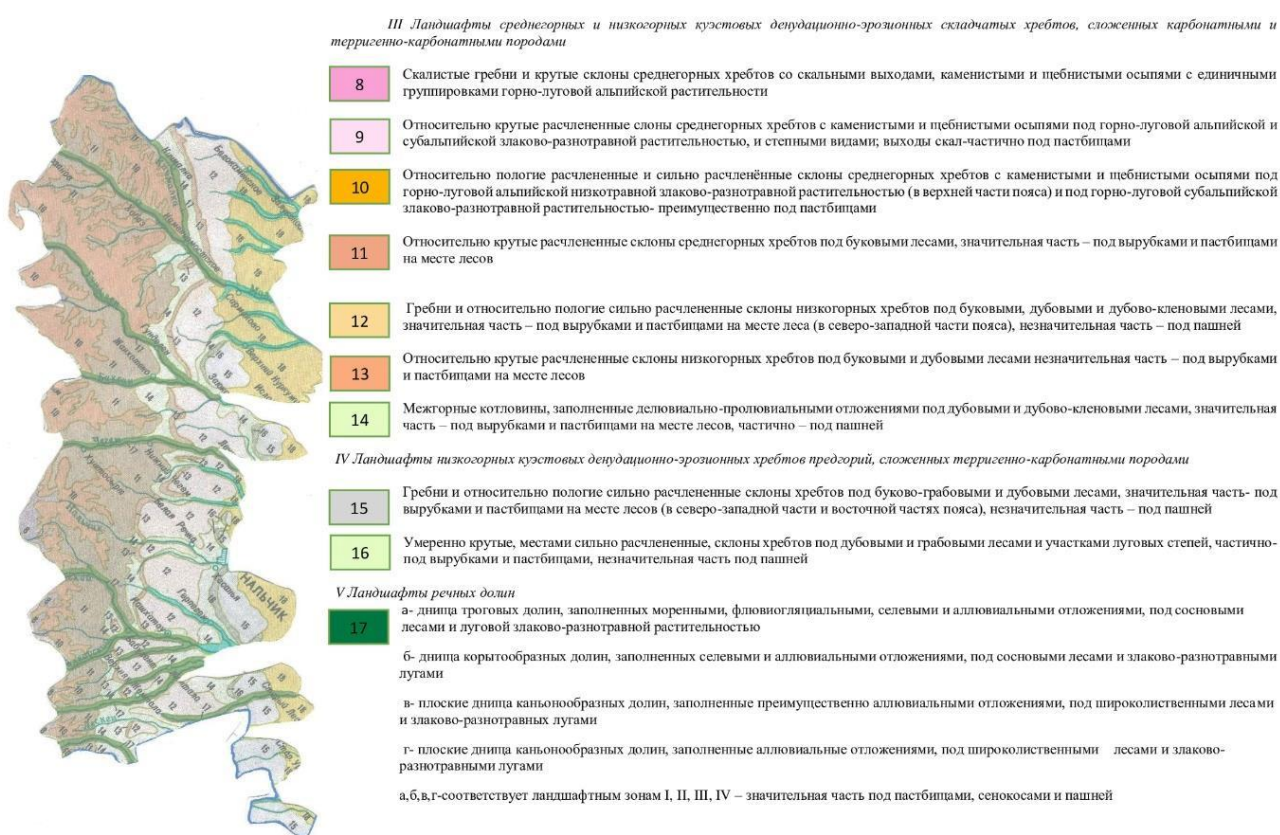 III Ландшафты среднегорных и низкогорных куэстовых денудационно-эрозионных складчатых хребтов, сложенных карбонатными и
терригенно-карбонатными породами
8
Скалистые гребни и крутые склоны среднегорных хребтов со скальными выходами, каменистыми и щебнистыми осыпями с единичными
группировками горно-луговой альпийской растительности
9
Относительно крутые расчлененные слоны среднегорных хребтов с каменистыми и щебнистыми осыпями под горно-луговой альпийской и
субальпийской злаково-разнотравной растительностью, и степными видами; выходы скал-частично под пастбищами
10
Относительно пологие расчлененные и сильно расчленённые склоны среднегорных хребтов с каменистыми и щебнистыми осыпями под
горно-луговой альпийской низкотравной злаково-разнотравной растительностью (в верхней части пояса) и под горно-луговой субальпийской
злаково-разнотравной растительностью- преимущественно под пастбищами
11
Относительно крутые расчлененные склоны среднегорных хребтов под буковыми лесами, значительная часть – под вырубками и пастбищами
на месте лесов
12
Гребни и относительно пологие сильно расчлененные склоны низкогорных хребтов под буковыми, дубовыми и дубово-кленовыми лесами,
значительная часть – под вырубками и пастбищами на месте леса (в северо-западной части пояса), незначительная часть – под пашней
13
Относительно крутые расчлененные склоны низкогорных хребтов под буковыми и дубовыми лесами незначительная часть – под вырубками
и пастбищами на месте лесов
14
Межгорные котловины, заполненные делювиально-пролювиальными отложениями под дубовыми и дубово-кленовыми лесами, значительная
часть – под вырубками и пастбищами на месте лесов, частично – под пашней
IV Ландшафты низкогорных куэстовых денудационно-эрозионных хребтов предгорий, сложенных терригенно-карбонатными породами
15
Гребни и относительно пологие сильно расчлененные склоны хребтов под буково-грабовыми и дубовыми лесами, значительная часть- под
вырубками и пастбищами на месте лесов (в северо-западной части и восточной частях пояса), незначительная часть – под пашней
16
Умеренно крутые, местами сильно расчлененные, склоны хребтов под дубовыми и грабовыми лесами и участками луговых степей, частично-
под вырубками и пастбищами, незначительная часть под пашней
V Ландшафты речных долин
17
а- днища троговых долин, заполненных моренными, флювиогляциальными, селевыми и аллювиальными отложениями, под сосновыми
лесами и луговой злаково-разнотравной растительностью
б- днища корытообразных долин, заполненных селевыми и аллювиальными отложениями, под сосновыми лесами и злаково-разнотравными
лугами
в- плоские днища каньонообразных долин, заполненные преимущественно аллювиальными отложениями, под широколиственными лесами
и злаково-разнотравных лугами
г- плоские днища каньонообразных долин, заполненные аллювиальные отложениями, под широколиственными лесами и злаково-
разнотравными лугами
а,б,в,г-соответствует ландшафтным зонам I, II, III, IV – значительная часть под пастбищами, сенокосами и пашней
НАЛЬЧИК
Хасанья